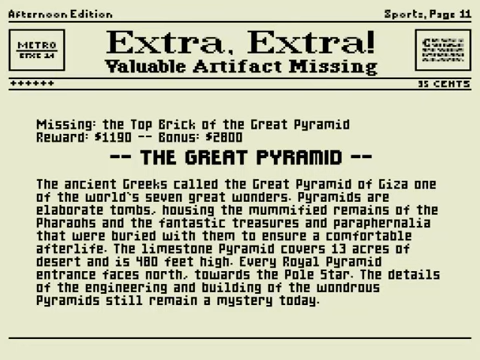 Afternoon Edition
Sports, Page 11
METRO
Extra, Extra!
Valuable Artifact Missing
++++++
35 CENTS
Missing: the Top Brick of the Great Pyramid
Reward: $1190 -- Bonus: $2800
-- THE GREAT PYRAMID --
The ancient Greeks called the Great Pyramid of Giza one
of the world's seven great wonders. Pyramids are
elaborate tombs, housing the mummified remains of the
Pharaohs and the fantastic treasures and paraphernalia
that were buried with them to ensure a comfortable
afterlife. The limestone Pyramid covers 13 acres of
desert and is 480 feet high. Every Royal Pyramid
entrance faces north, towards the Pole Star. The details
of the engineering and building of the wondrous
Pyramids still remain a mystery today.